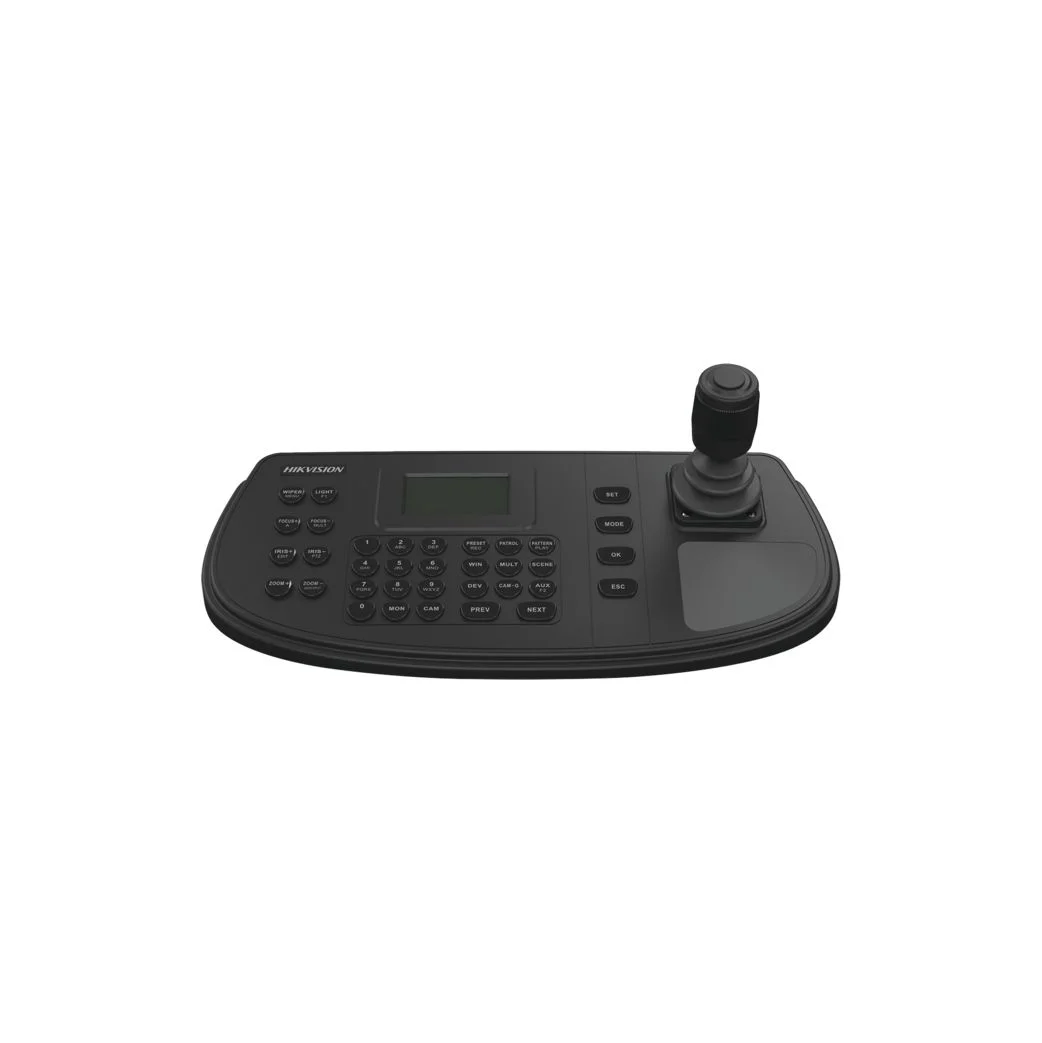 HIKVISION
WIPER
MENU
LIGHT
F1
FOCUS+
A
FOCUS−
MULT
IRIS+
EDIT
IRIS−
PTZ
ZOOM+
ZOOM−
1
2
ABC
3
DEF
4
GHI
5
JKL
6
MNO
7
PQRS
8
TUV
9
WXYZ
0
MON
CAM
PRESET
REC
PATROL
PATTERN
PLAY
WIN
MULT
SCENE
DEV
CAM-G
AUX
F2
PREV
NEXT
SET
MODE
OK
ESC